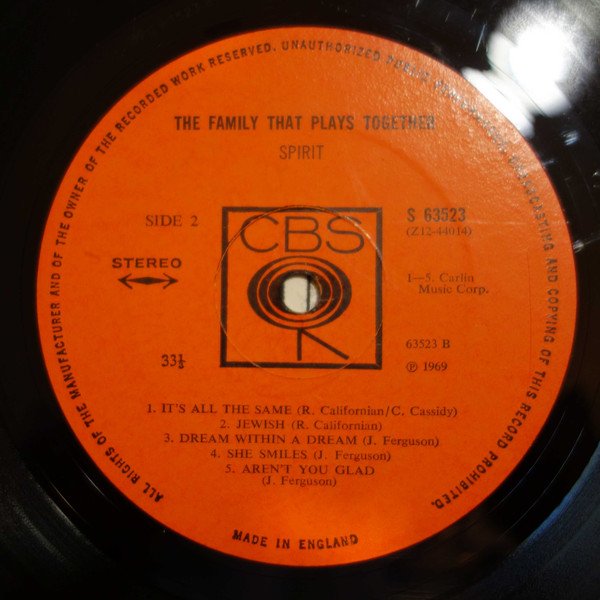 ALL RIGHTS OF THE MANUFACTURER AND OF THE OWNER OF THE RECORDED WORK RESERVED. UNAUTHORIZED PUBLIC BROADCASTING AND COPYING OF THIS RECORD PROHIBITED.
THE FAMILY THAT PLAYS TOGETHER
SPIRIT
SIDE 2
S 63523
(Z12-44014)
CBS
STEREO
1—5. Carlin
Music Corp.
33⅓
63523 B
℗ 1969
1. IT'S ALL THE SAME (R. Californian/C. Cassidy)
2. JEWISH (R. Californian)
3. DREAM WITHIN A DREAM (J. Ferguson)
4. SHE SMILES (J. Ferguson)
5. AREN'T YOU GLAD
(J. Ferguson)
MADE IN ENGLAND